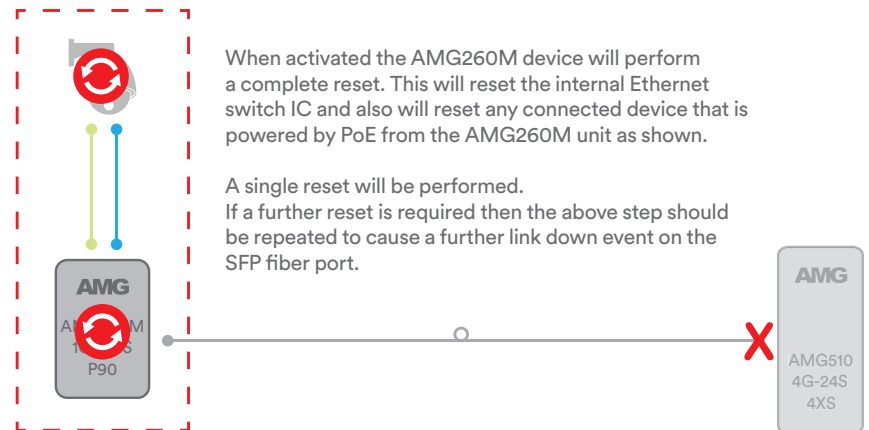 When activated the AMG260M device will perform
a complete reset. This will reset the internal Ethernet
switch IC and also will reset any connected device that is
powered by PoE from the AMG260M unit as shown.
A single reset will be performed.
If a further reset is required then the above step should
be repeated to cause a further link down event on the
SFP fiber port.
AMG
P90
AMG
AMG510
4G-24S
4XS